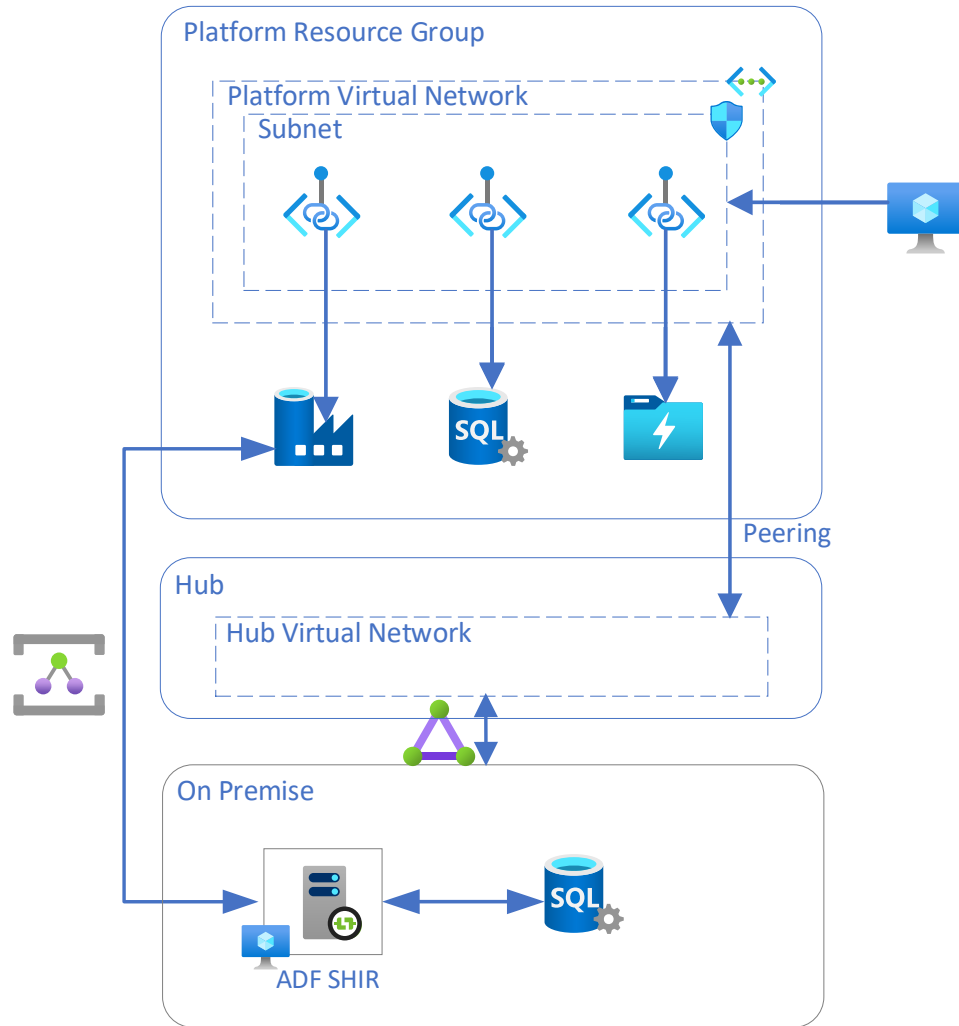 Platform Resource Group
Platform Virtual Network
Subnet
SQL
Peering
Hub
Hub Virtual Network
On Premise
SQL
ADF SHIR